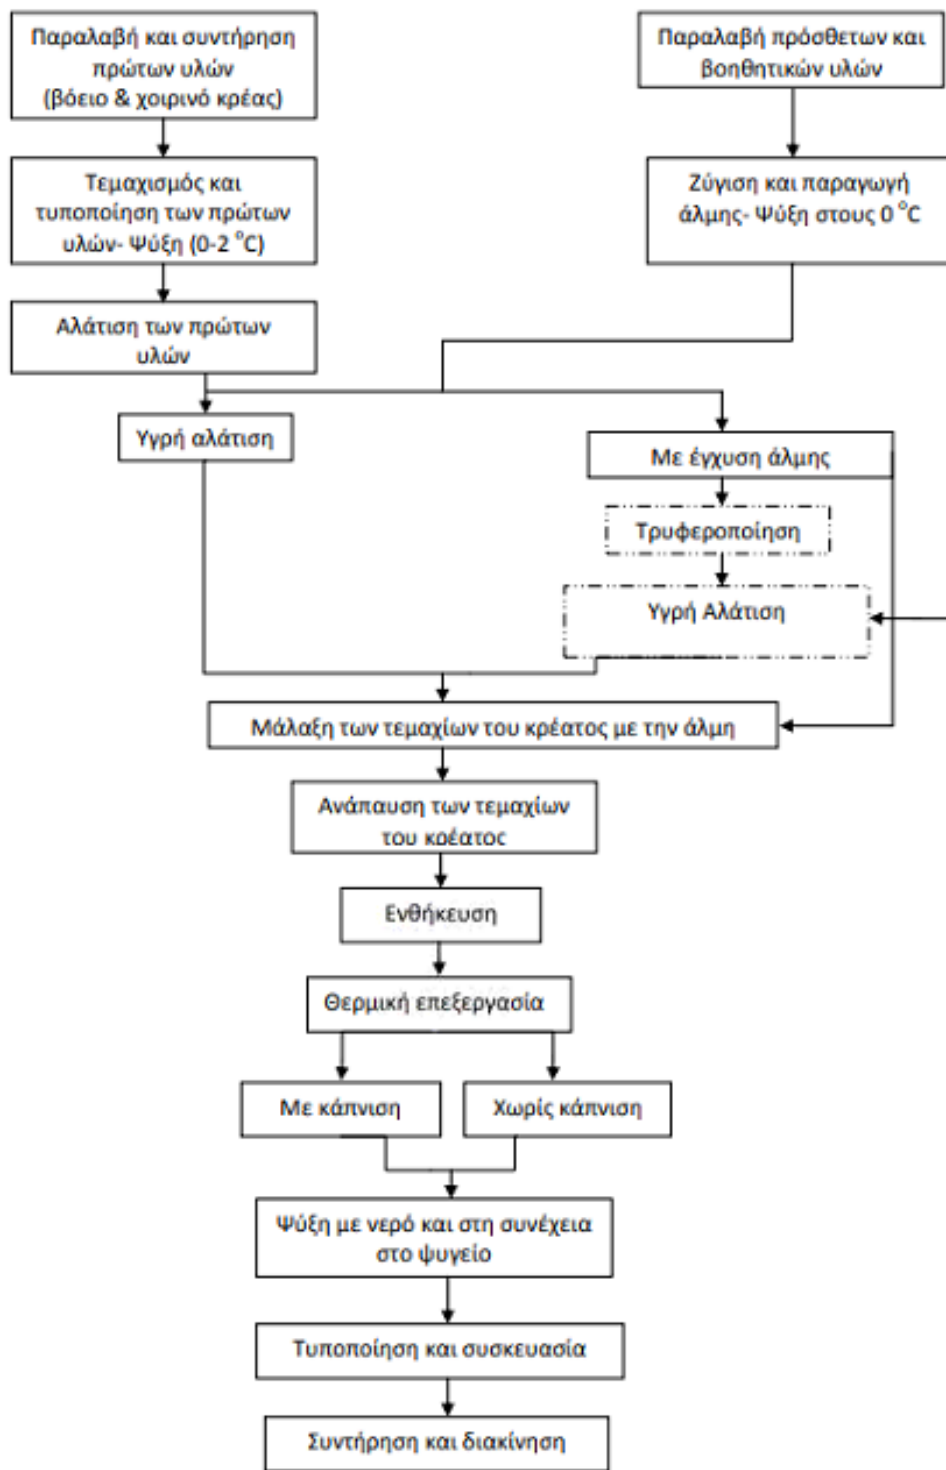 Παραλαβή και συντήρηση
πρώτων υλών
(βόειο & χοιρινό κρέας)
Παραλαβή πρόσθετων και
βοηθητικών υλών
Τεμαχισμός και
τυποποίηση των πρώτων
υλών- Ψύξη (0-2 °C)
Ζύγιση και παραγωγή
άλμης- Ψύξη στους 0 °C
Αλάτιση των πρώτων
υλών
Υγρή αλάτιση
Με έγχυση άλμης
Τρυφεροποίηση
Υγρή Αλάτιση
Μάλαξη των τεμαχίων του κρέατος με την άλμη
Ανάπαυση των τεμαχίων
του κρέατος
Ενθήκευση
Θερμική επεξεργασία
Με κάπνιση
Χωρίς κάπνιση
Ψύξη με νερό και στη συνέχεια
στο ψυγείο
Τυποποίηση και συσκευασία
Συντήρηση και διακίνηση